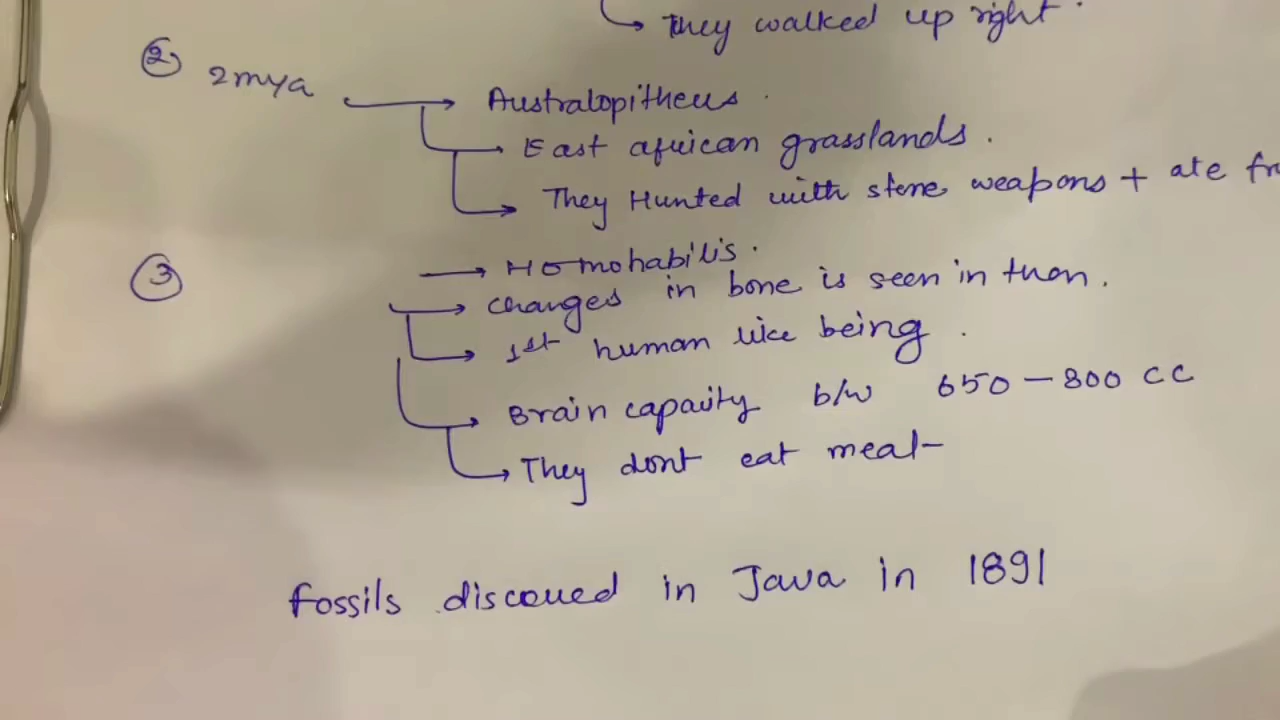 They walked up right.
② 2mya → Australopitheus.
→ East african grasslands.
→ They Hunted with stone weapons + ate
③ → Homohabilis.
→ changes in bone is seen in then.
→ 1st human like being.
→ Brain capacity b/w 650-800 CC
→ They dont eat meat
fossils discoued in Java in 1891